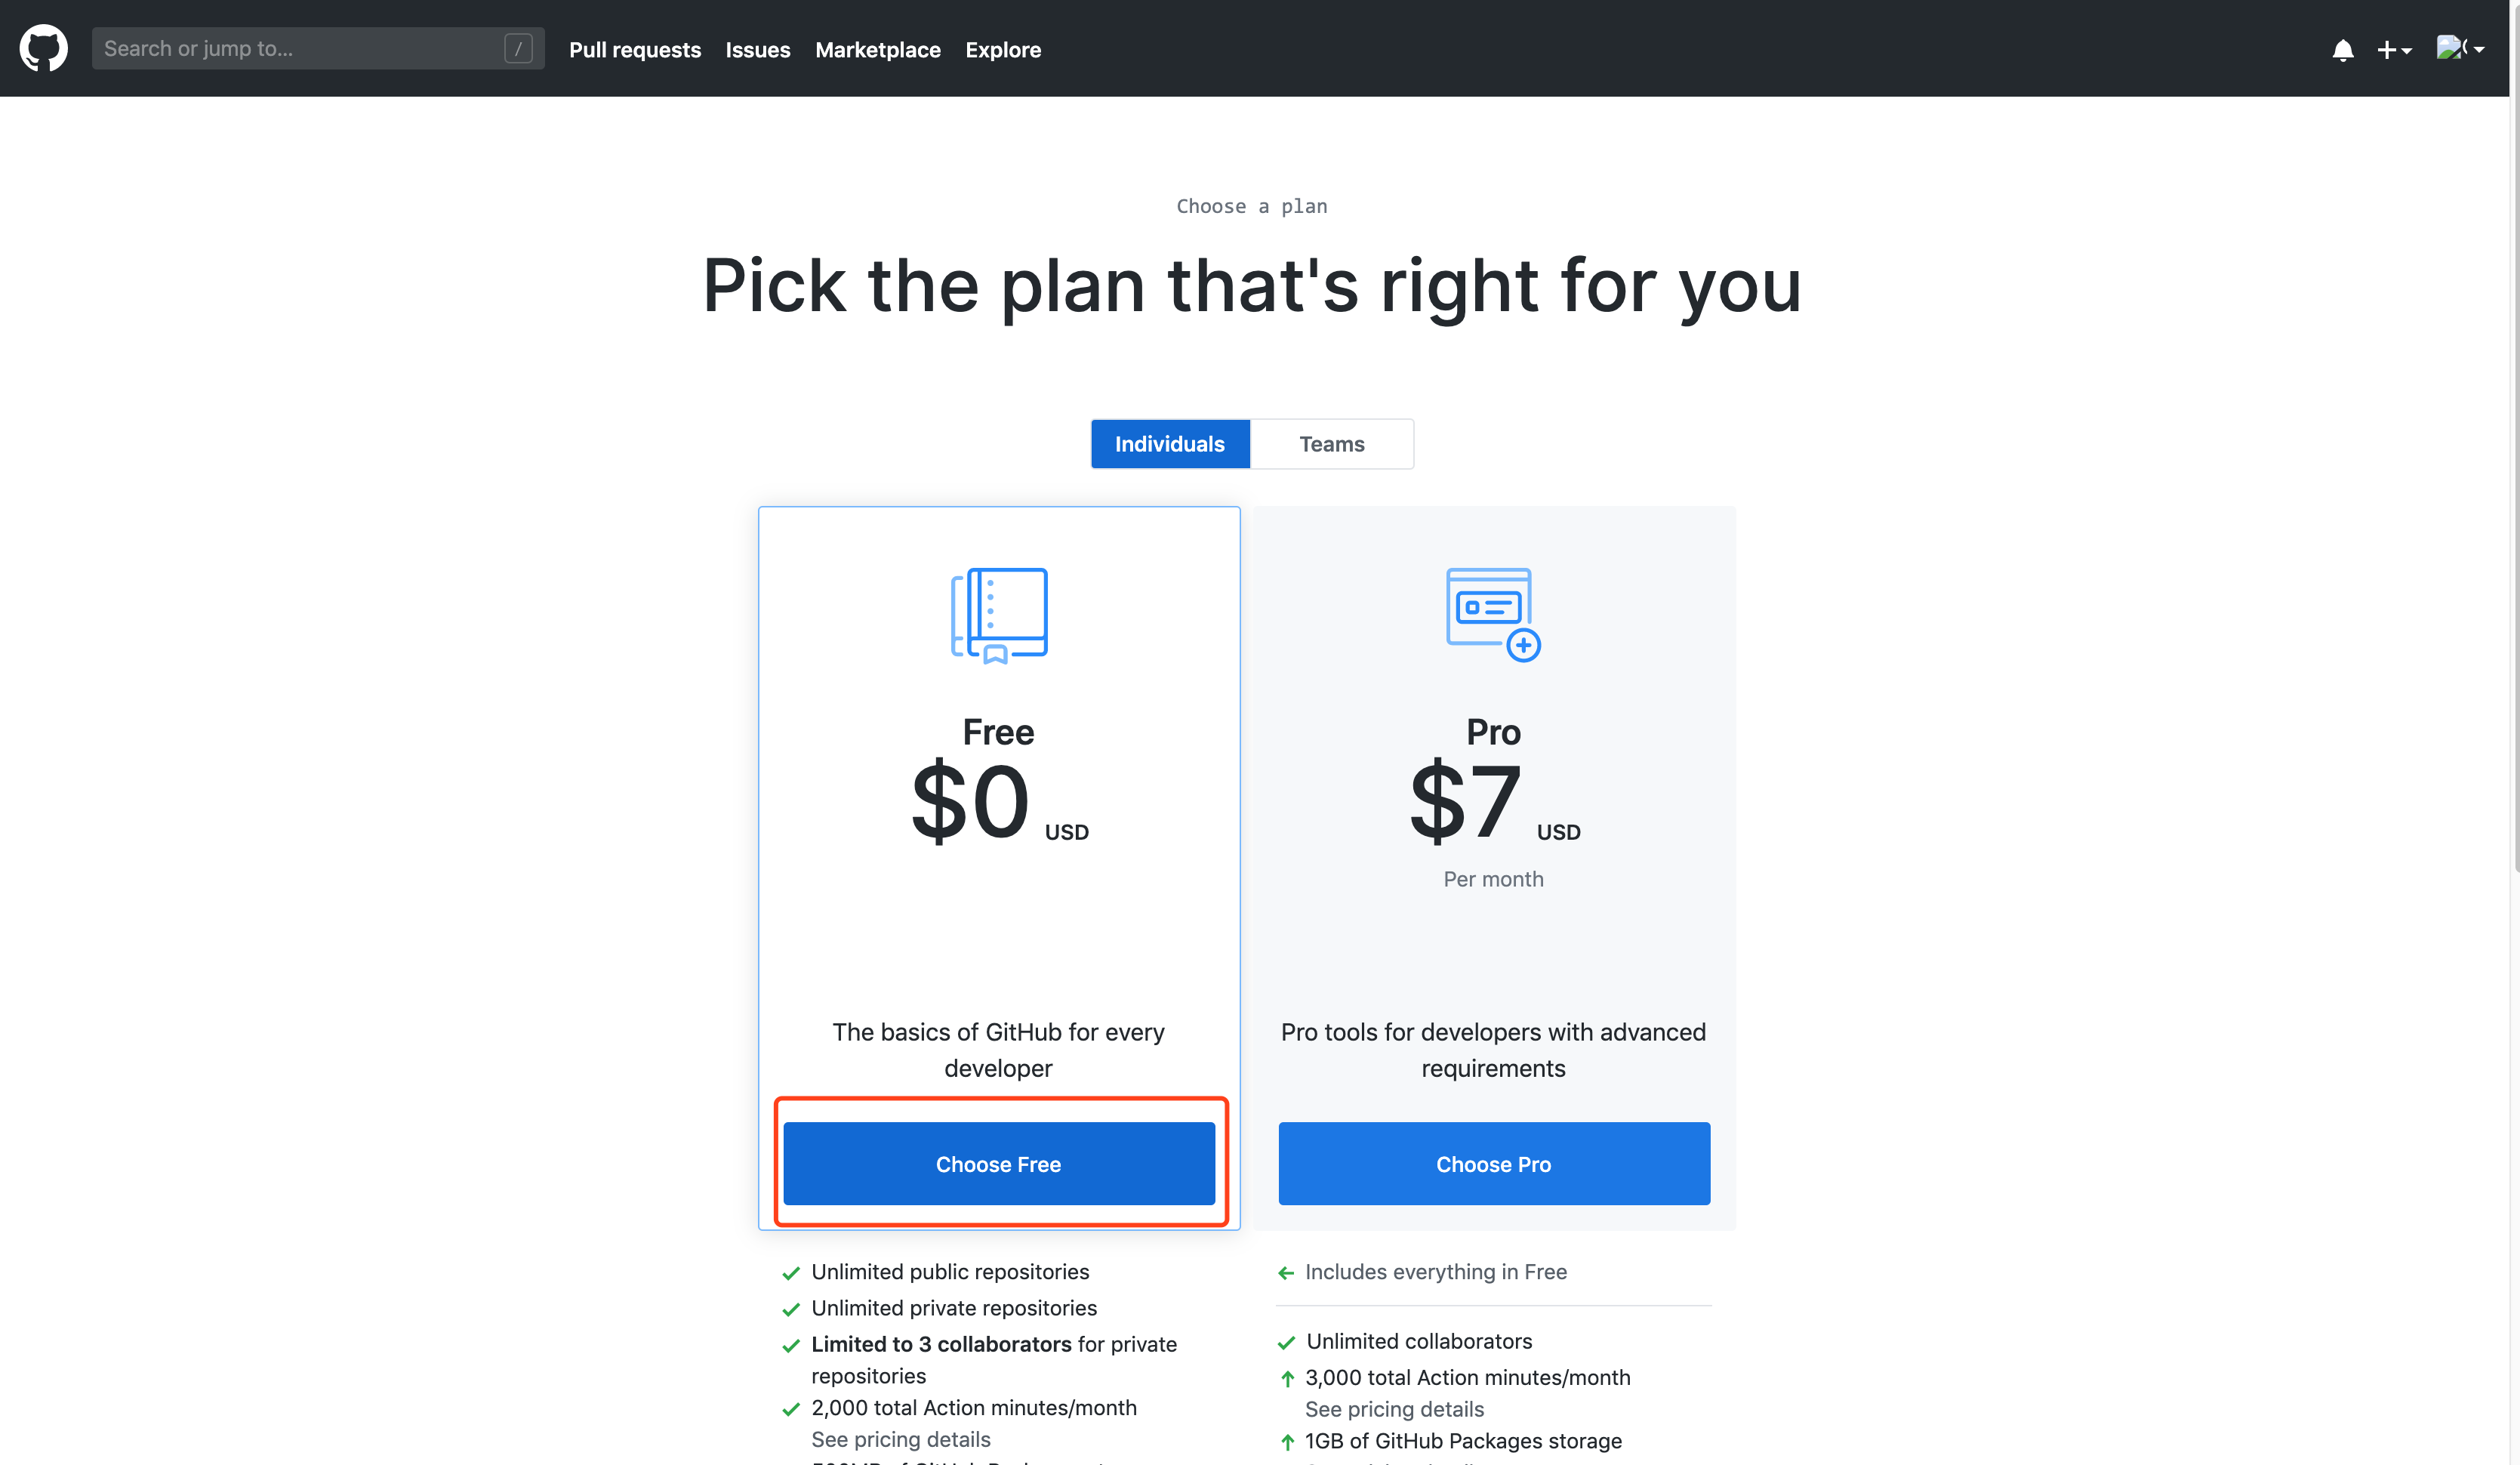 Search or jump to...
/
Pull requests
Issues
Marketplace
Explore
Choose a plan
Pick the plan that's right for you
Individuals
Teams
Free
$0 USD
The basics of GitHub for every
developer
Choose Free
Unlimited public repositories
Unlimited private repositories
Limited to 3 collaborators for private
repositories
2,000 total Action minutes/month
See pricing details
Pro
$7 USD
Per month
Pro tools for developers with advanced
requirements
Choose Pro
Includes everything in Free
Unlimited collaborators
3,000 total Action minutes/month
See pricing details
1GB of GitHub Packages storage